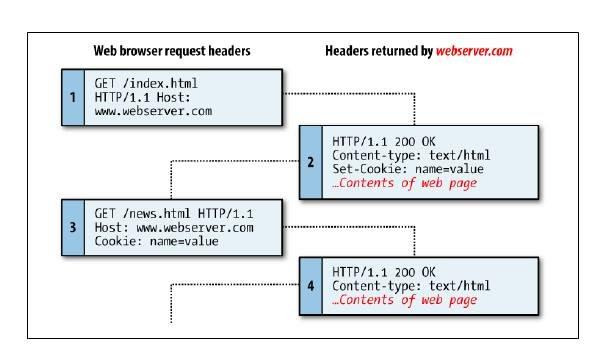 Web browser request headers
Headers returned by webserver.com
1
GET /index.html
HTTP/1.1 Host:
www.webserver.com
2
HTTP/1.1 200 OK
Content-type: text/html
Set-Cookie: name=value
…Contents of web page
3
GET /news.html HTTP/1.1
Host: www.webserver.com
Cookie: name=value
4
HTTP/1.1 200 OK
Content-type: text/html
…Contents of web page